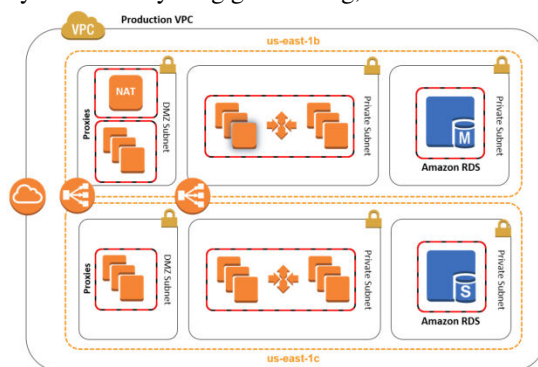 VPC
Production VPC
us-east-1b
NAT
Proxies
DMZ Subnet
Private Subnet
M
Amazon RDS
Private Subnet
Proxies
DMZ Subnet
Private Subnet
S
Amazon RDS
Private Subnet
us-east-1c